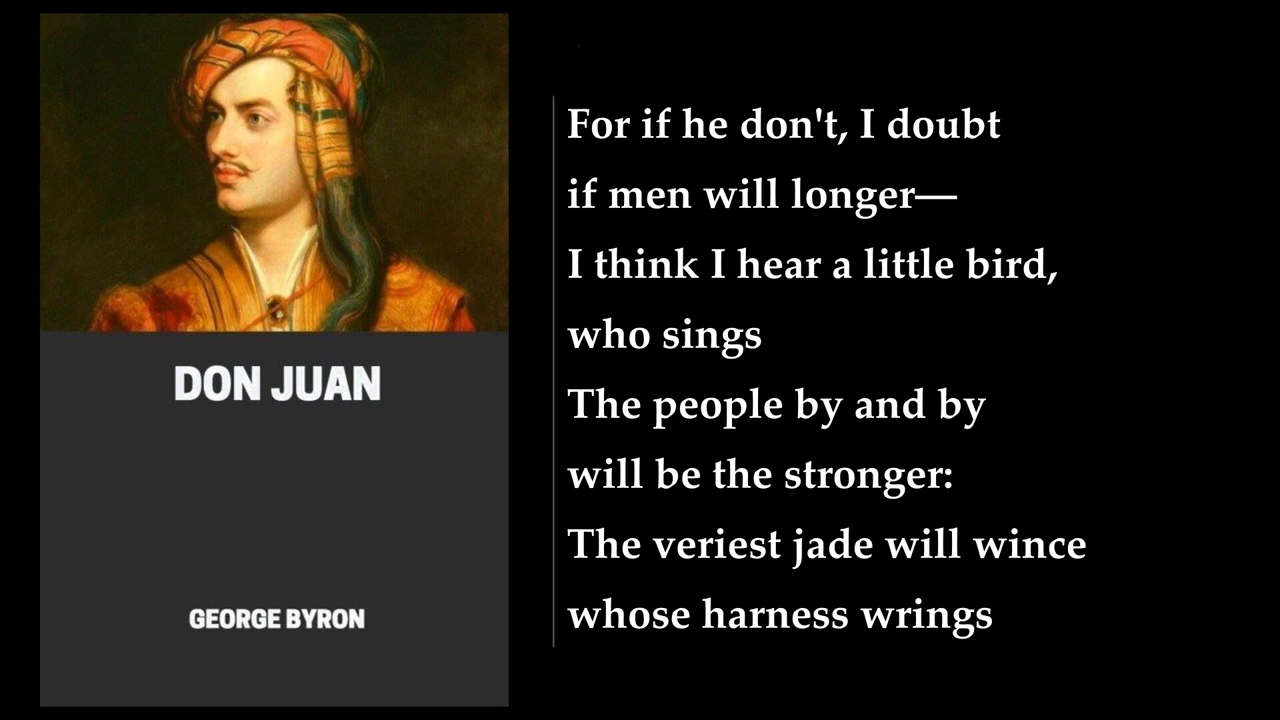 DON JUAN
GEORGE BYRON
For if he don't, I doubt
if men will longer—
I think I hear a little bird,
who sings
The people by and by
will be the stronger:
The veriest jade will wince
whose harness wrings